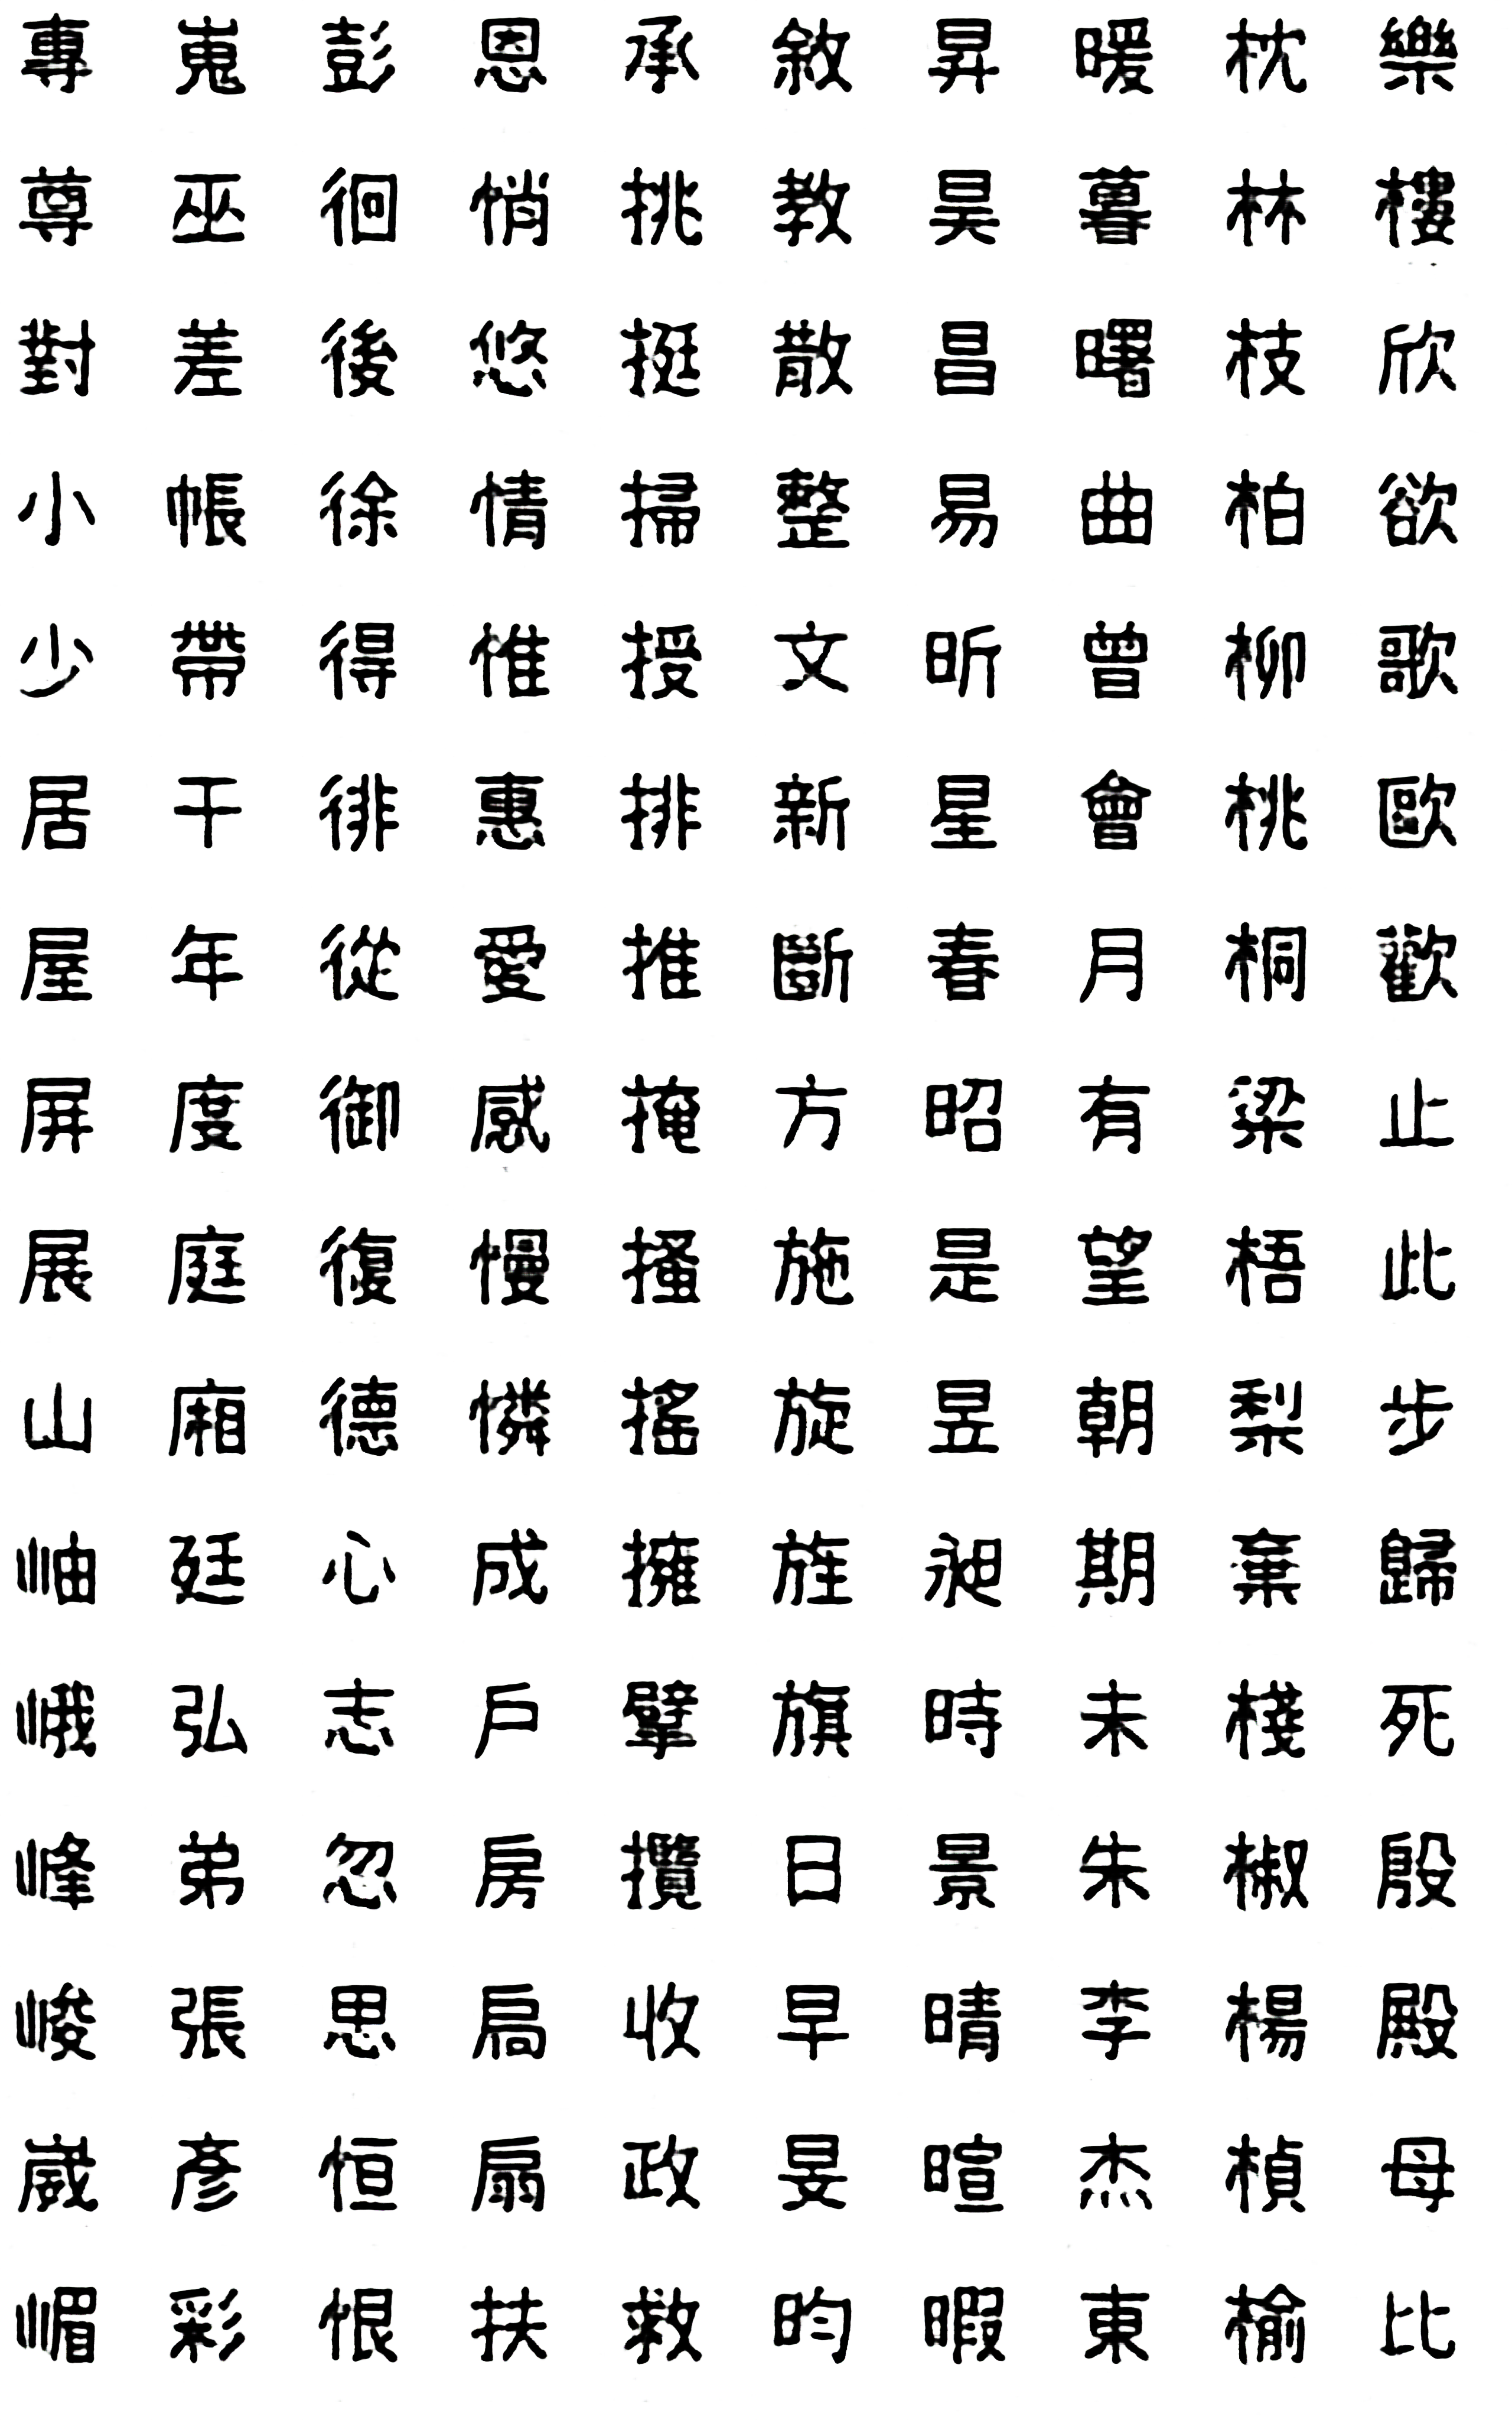 專嵬彭恩承敘昇暖枕樂
尊巫徊悄挑教昊暮林樓
對差後悠挺散昌曙枝欣
小帳徐情掃整易曲柏欲
少帶得惟授文昕曾柳歌
居干徘惠排新星會桃歐
屋年從愛推斷春月桐歡
屏度御感掩方昭有梁止
展庭復慢搔施是望梧此
山廂德憐搖旋昱朝梨步
岫廷心成擁旌昶期棄歸
峨弘志戶擘旗時未棧死
峰弟忽房攬日景朱椒殷
峻張思扃收早晴李楊殿
崴彥恒扇政旻暄杰楨母
嵋彩恨扶救昀暇東榆比